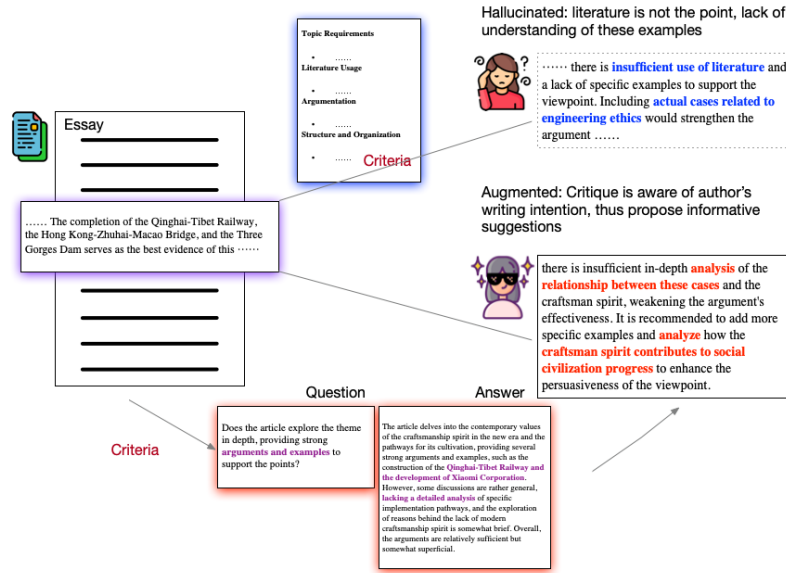 Hallucinated: literature is not the point, lack of
understanding of these examples
Topic Requirements
• ......
Literature Usage
• ......
Argumentation
• ......
Structure and Organization
• ......
Criteria
...... there is insufficient use of literature and
a lack of specific examples to support the
viewpoint. Including actual cases related to
engineering ethics would strengthen the
argument ......
Essay
...... The completion of the Qinghai-Tibet Railway,
the Hong Kong-Zhuhai-Macao Bridge, and the Three
Gorges Dam serves as the best evidence of this ......
Augmented: Critique is aware of author's
writing intention, thus propose informative
suggestions
there is insufficient in-depth analysis of the
relationship between these cases and the
craftsman spirit, weakening the argument's
effectiveness. It is recommended to add more
specific examples and analyze how the
craftsman spirit contributes to social
civilization progress to enhance the
persuasiveness of the viewpoint.
Question
Answer
Criteria
Does the article explore the theme
in depth, providing strong
arguments and examples to
support the points?
The article delves into the contemporary values
of the craftsmanship spirit in the new era and the
pathways for its cultivation, providing several
strong arguments and examples, such as the
construction of the Qinghai-Tibet Railway and
the development of Xiaomi Corporation.
However, some discussions are rather general,
lacking a detailed analysis of specific
implementation pathways, and the exploration
of reasons behind the lack of modern
craftsmanship spirit is somewhat brief. Overall,
the arguments are relatively sufficient but
somewhat superficial.